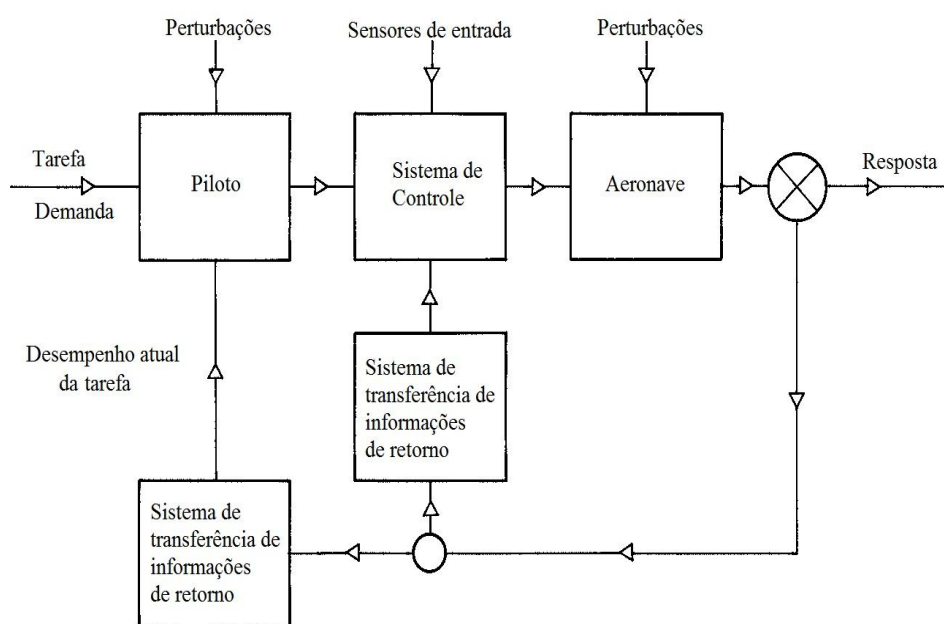 Perturbações
Sensores de entrada
Perturbações
Tarefa
Demanda
Piloto
Sistema de
Controle
Aeronave
Resposta
Desempenho atual
da tarefa
Sistema de
transferência de
informações
de retorno
Sistema de
transferência de
informações
de retorno